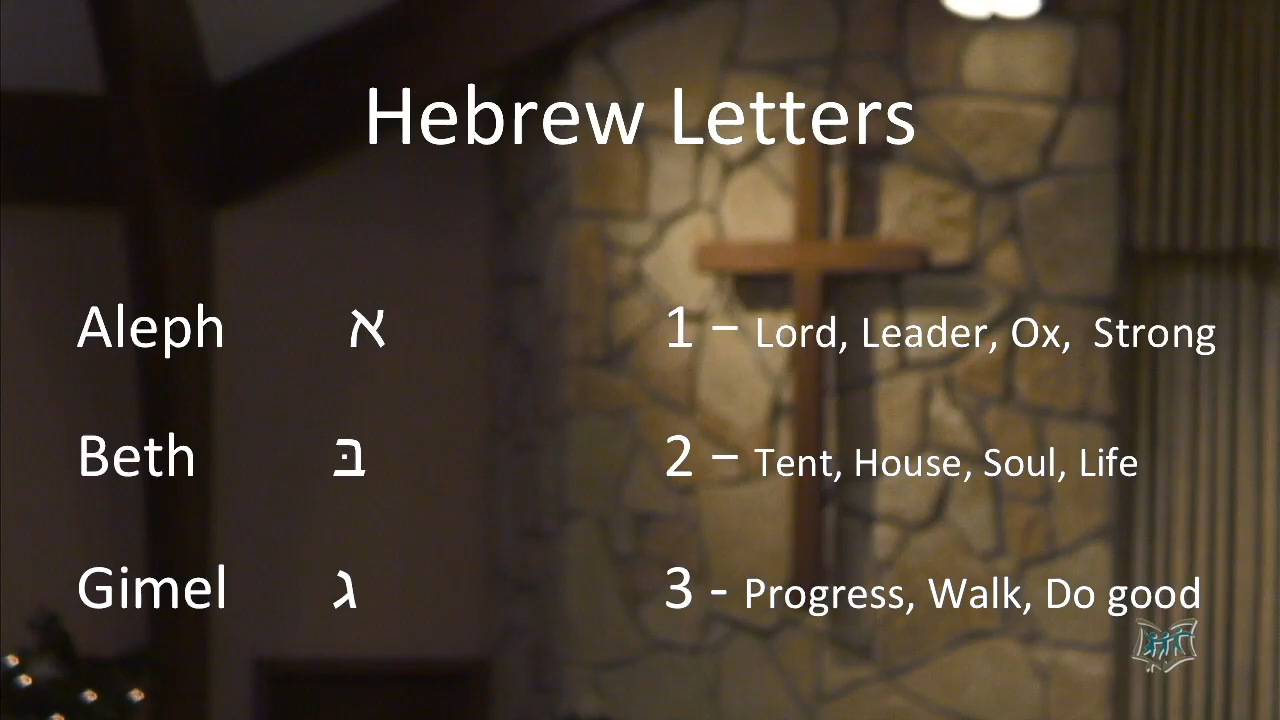 Hebrew Letters
Aleph א 1 – Lord, Leader, Ox, Strong
Beth בּ 2 – Tent, House, Soul, Life
Gimel ג 3 - Progress, Walk, Do good